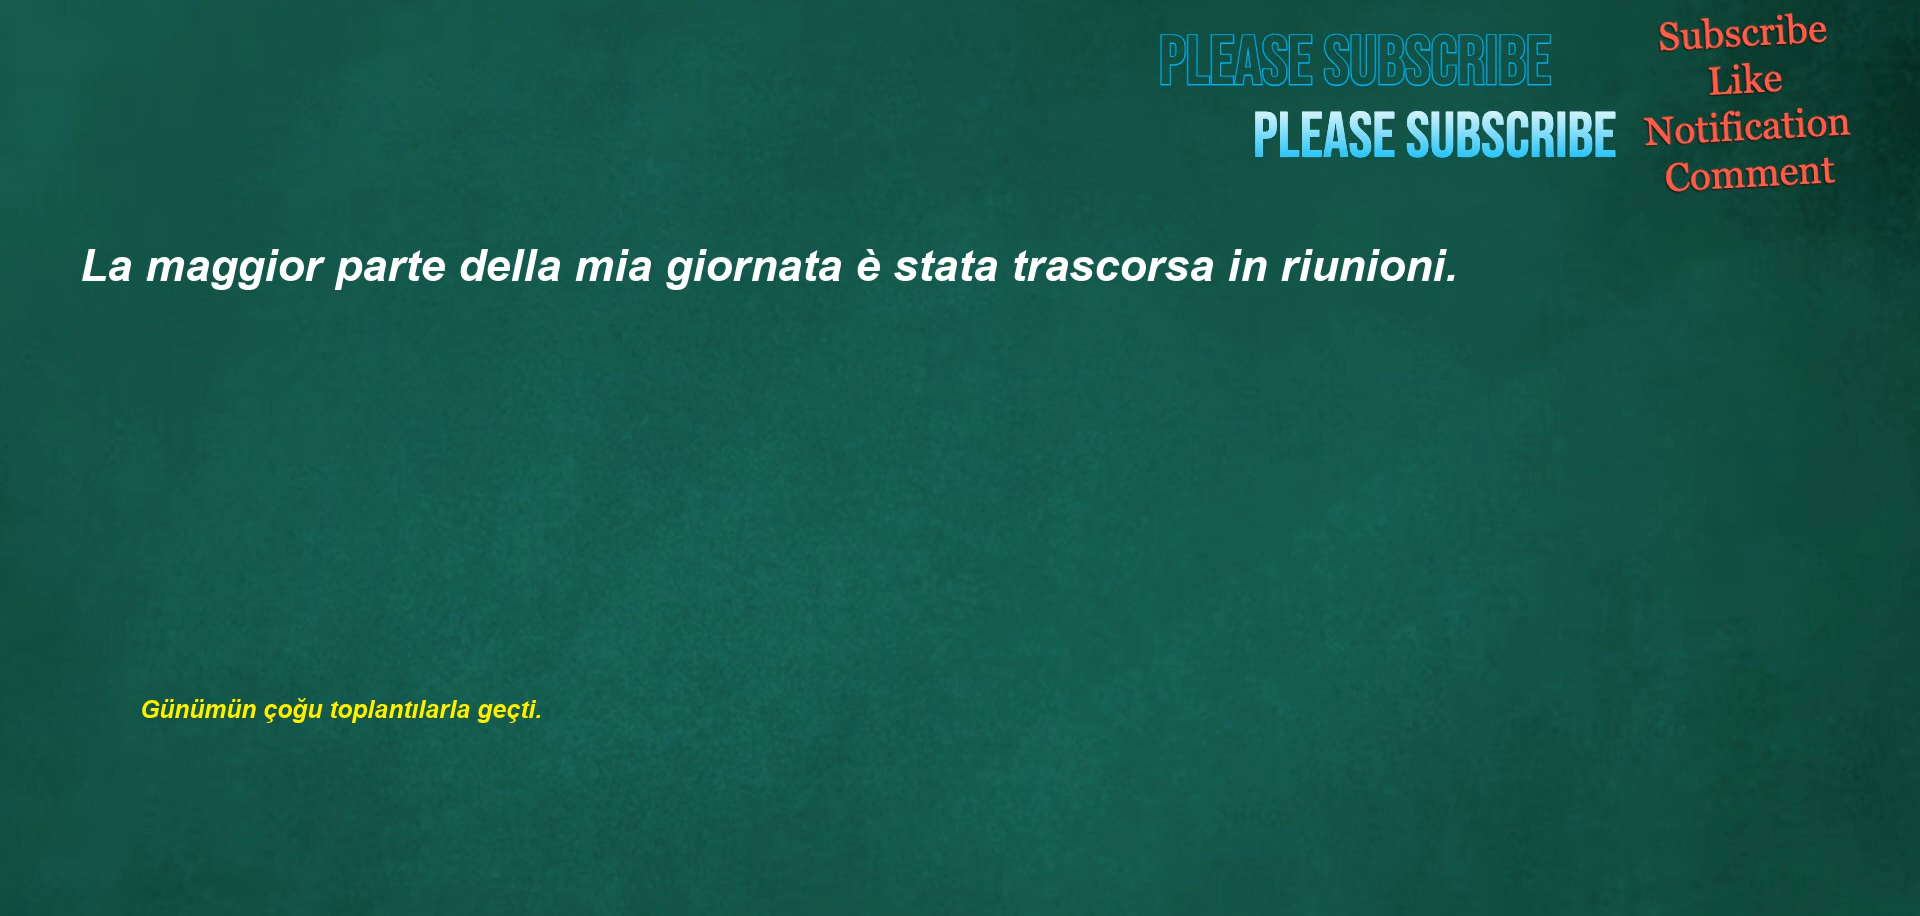 PLEASE SUBSCRIBE
PLEASE SUBSCRIBE
Subscribe
Like
Notification
Comment
La maggior parte della mia giornata è stata trascorsa in riunioni.
Günümün çoğu toplantılarla geçti.